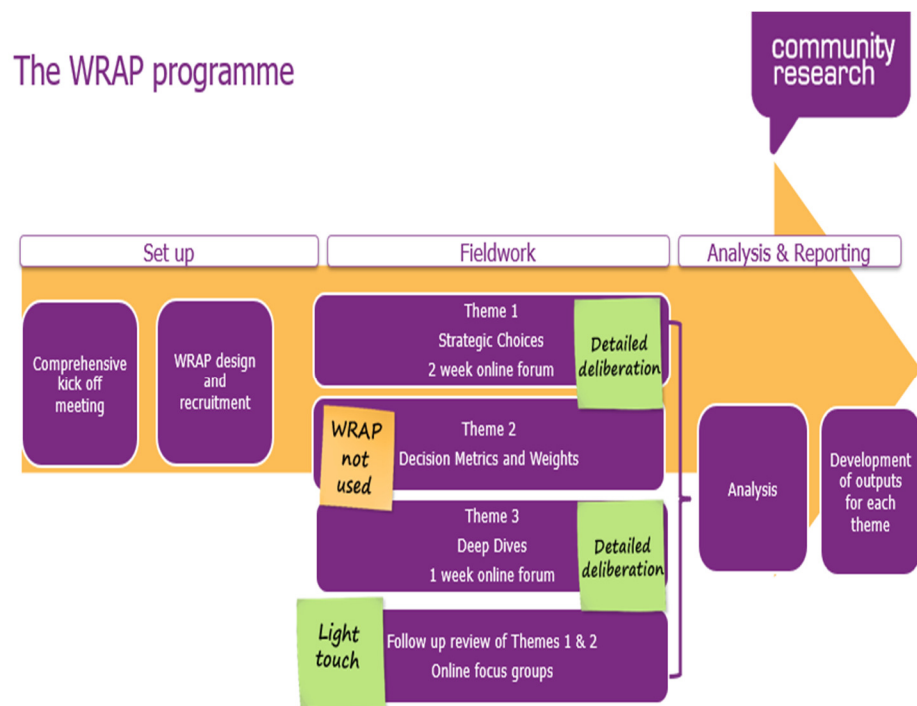 The WRAP programme
community
research
Set up
Fieldwork
Analysis & Reporting
Comprehensive
kick off
meeting
WRAP design
and
recruitment
Theme 1
Strategic Choices
2 week online forum
Detailed
deliberation
WRAP
not
used
Theme 2
Decision Metrics and Weights
Theme 3
Deep Dives
1 week online forum
Detailed
deliberation
Light
touch
Follow up review of Themes 1 & 2
Online focus groups
Analysis
Development
of outputs
for each
theme